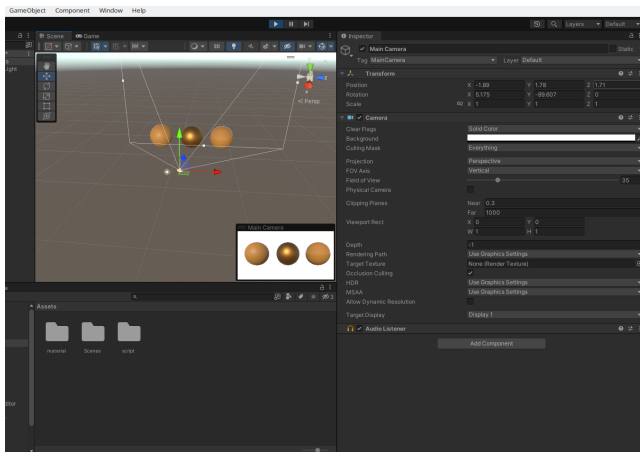 GameObject Component Window Help
Layers Default
Scene Game
Light
Persp
Main Camera
Assets
material Scenes script
3
ditor
Inspector
Main Camera Static
Tag MainCamera Layer Default
Transform
Position X -1.89 Y 1.78 Z 1.71
Rotation X 5.175 Y -89.607 Z 0
Scale X 1 Y 1 Z 1
Camera
Clear Flags Solid Color
Background
Culling Mask Everything
Projection Perspective
FOV Axis Vertical
Field of View 35
Physical Camera
Clipping Planes Near 0.3
Far 1000
Viewport Rect X 0 Y 0
W 1 H 1
Depth -1
Rendering Path Use Graphics Settings
Target Texture None (Render Texture)
Occlusion Culling
HDR Use Graphics Settings
MSAA Use Graphics Settings
Allow Dynamic Resolution
Target Display Display 1
Audio Listener
Add Component